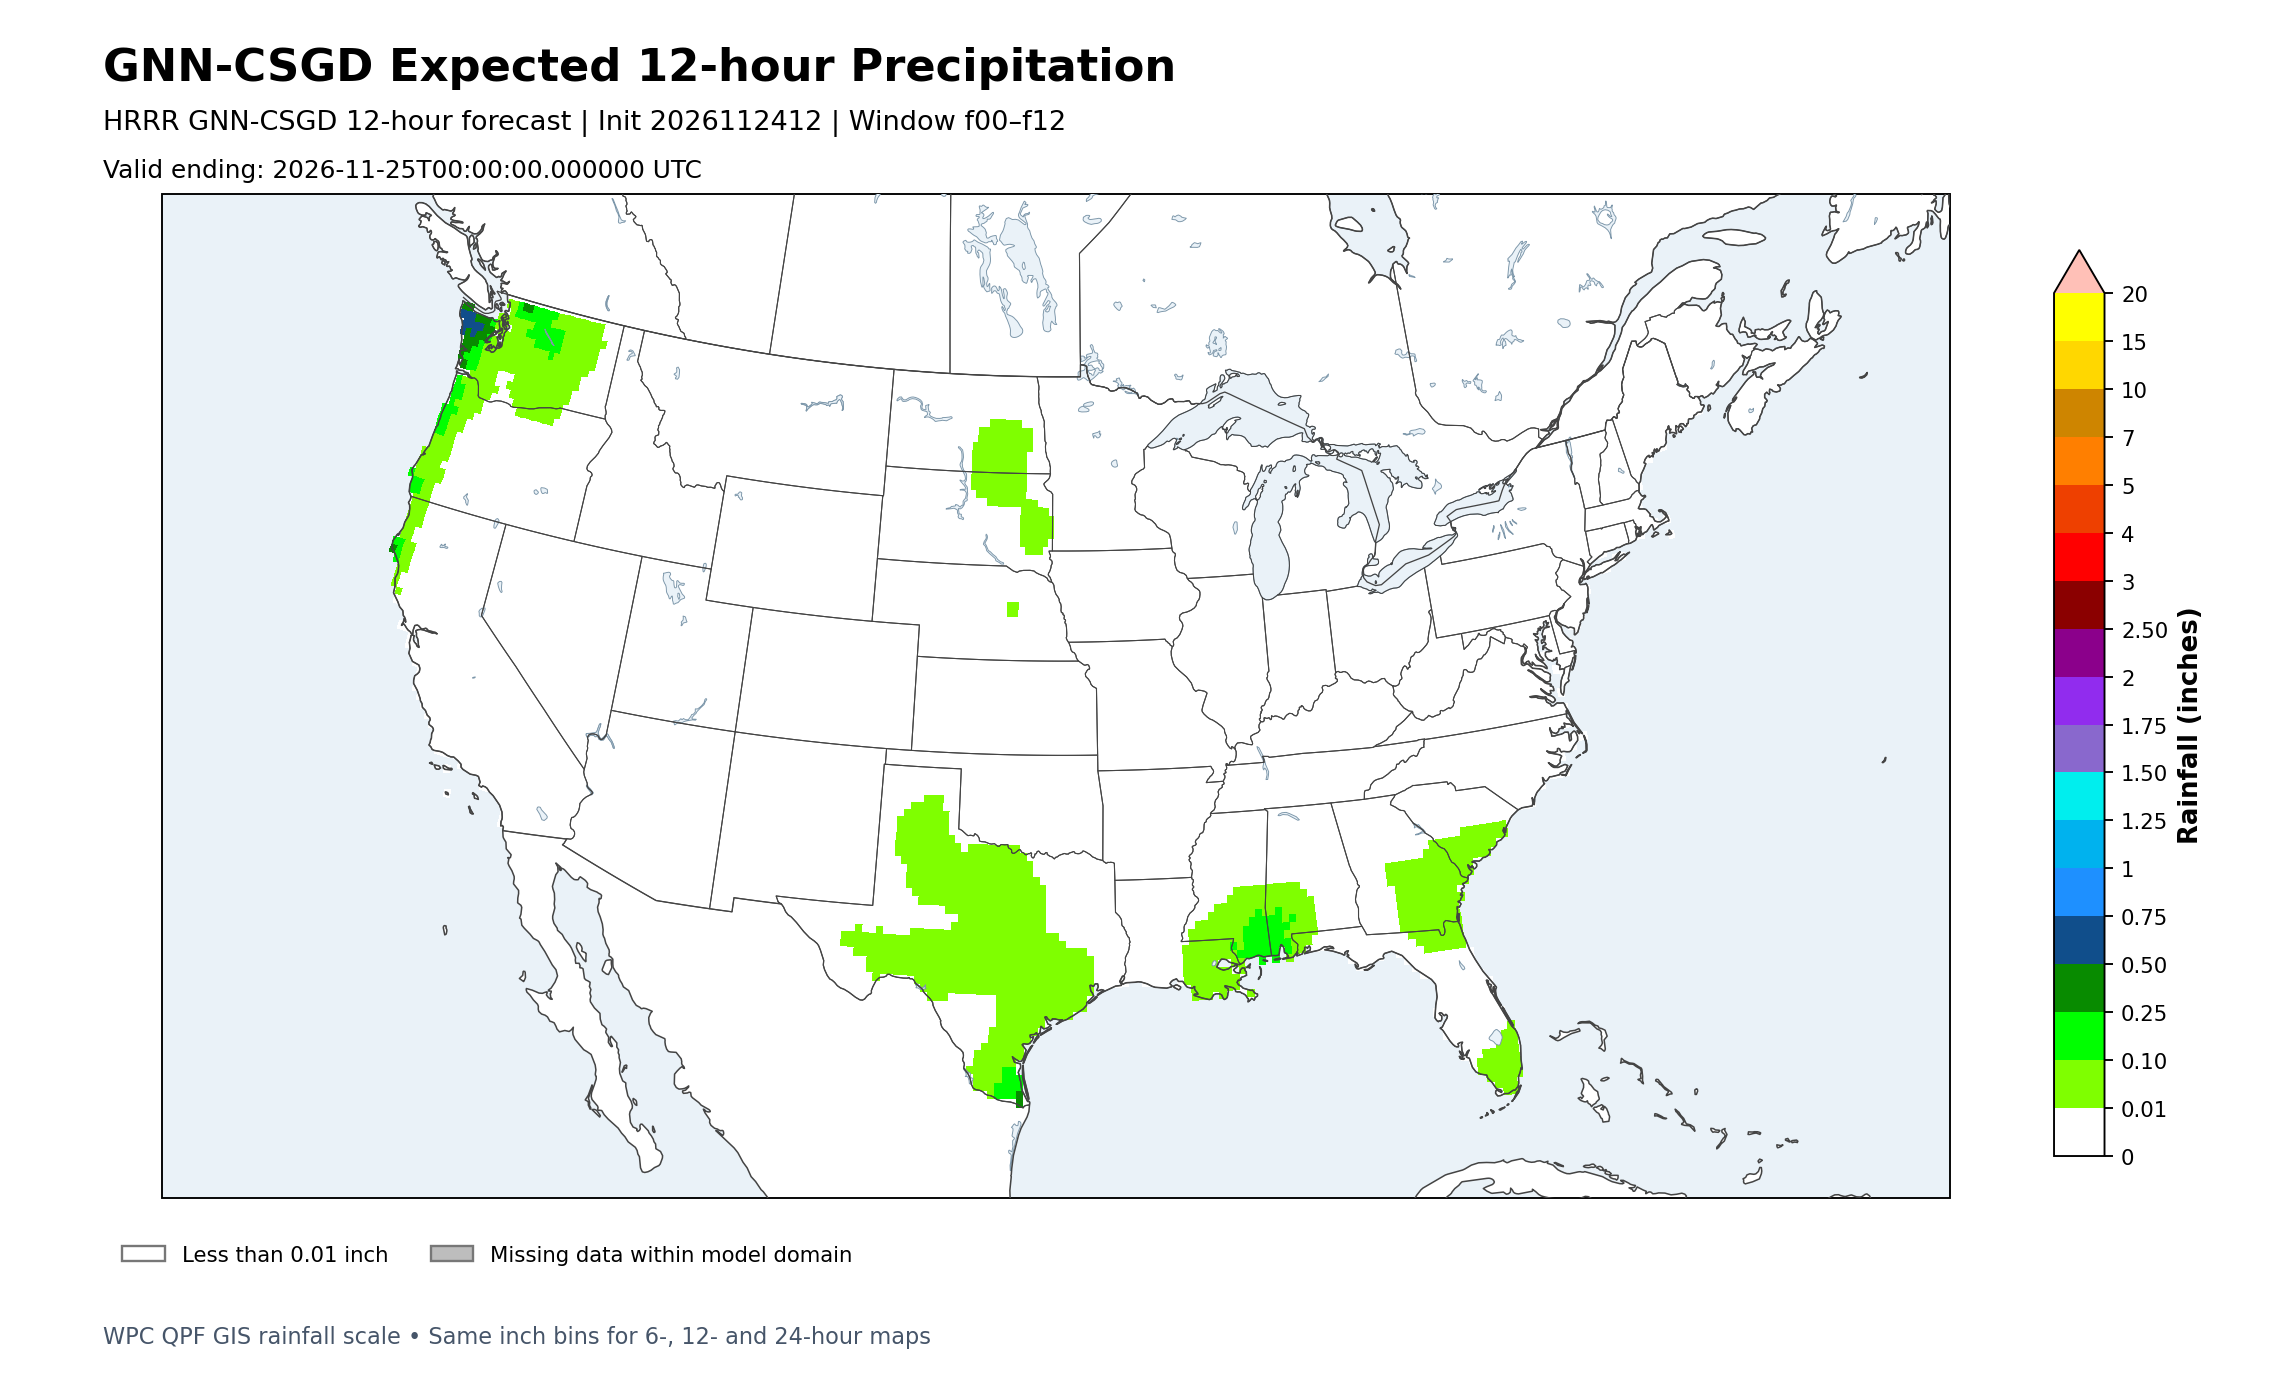 GNN-CSGD Expected 12-hour Precipitation
HRRR GNN-CSGD 12-hour forecast | Init 2026112412 | Window f00–f12
Valid ending: 2026-11-25T00:00:00.000000 UTC
20
15
10
7
5
4
3
2.50
2
1.75
1.50
1.25
1
0.75
0.50
0.25
0.10
0.01
0
Rainfall (inches)
Less than 0.01 inch
Missing data within model domain
WPC QPF GIS rainfall scale • Same inch bins for 6-, 12- and 24-hour maps